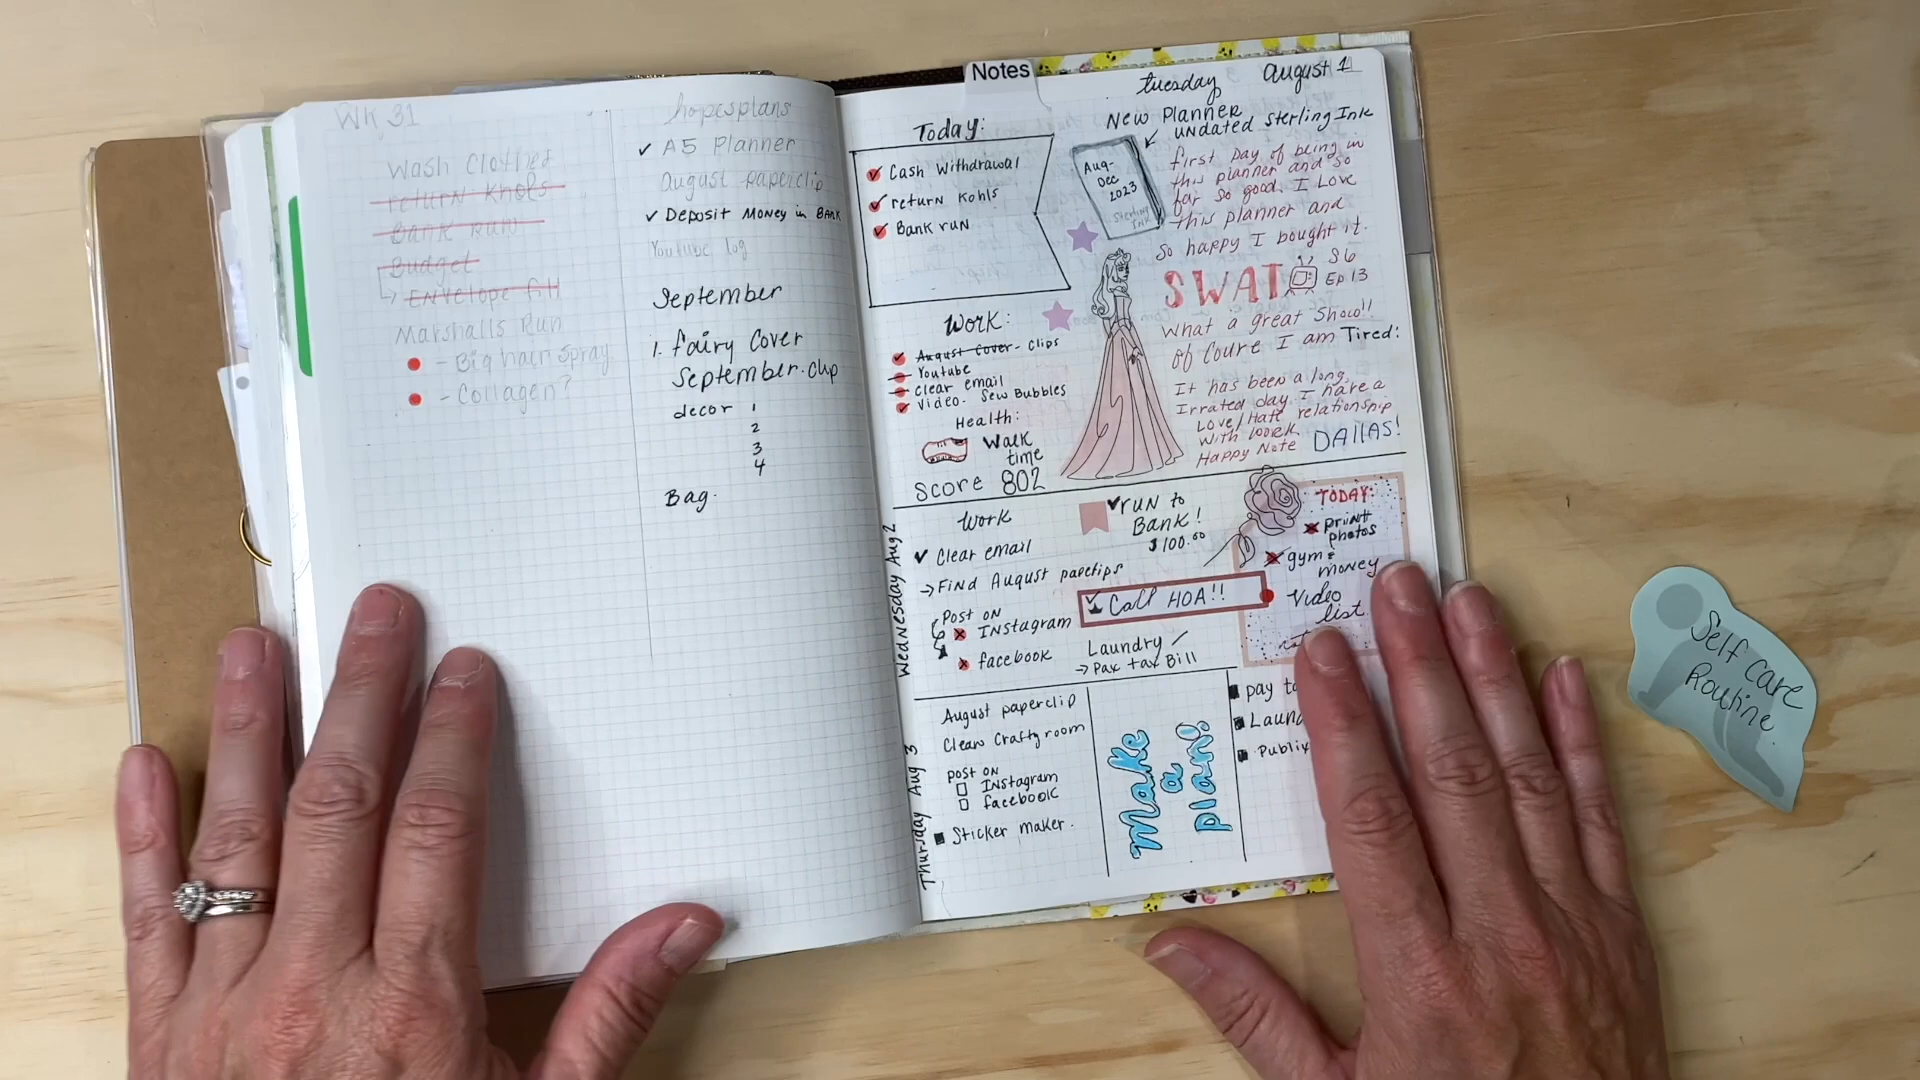 WK 31
Wash Clothes
return Kohls
Bank run
Budget
→ Envelope fill
Marshalls Run
- Big hair spray
- Collagen?
hopesplans
✓ A5 Planner
August paperclip
✓ Deposit Money in Bank
Youtube log
September
1. fairy Cover
September.clip
decor 1
2
3
4
Bag.
Notes
Today:
Cash Withdrawal
return Kohls
Bank run
Work:
August Cover - Clips
Youtube
Clear email
Video - Sew Bubbles
Health:
Walk
time
Score 802
tuesday August 1
New Planner
undated Sterling Ink
Aug-
Dec
2023
Sterling
Ink
first Day of being in
this planner and so
far so good. I Love
this planner and
so happy I bought it.
SWAT
S6
Ep 13
What a great Show!!
of Coure I am Tired!
It has been a long
Irrated day. I have a
Love/Hate relationship
With work.
Happy Note DALLAS!
Wednesday Aug 2
Work
✓ Clear email
→ Find August papclips
Post on
Instagram
facebook
✓ run to
Bank!
$100.00
Call HOA!!
Laundry
→ Pax tax Bill
TODAY:
print
photos
gym &
money
Video
list.
Thursday Aug 3
August paperclip
Clean Crafty room
post on
Instagram
facebook
Sticker maker.
Make
a
plan!
pay
Publix
Self Care
Routine